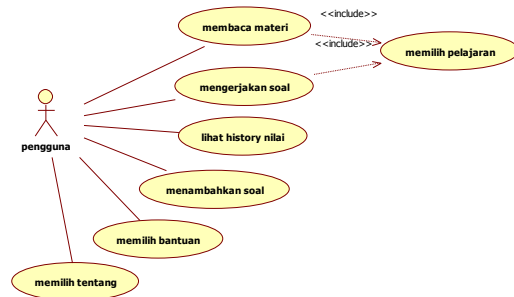 membaca materi
<<include>>
<<include>>
memilih pelajaran
mengerjakan soal
lihat history nilai
pengguna
menambahkan soal
memilih bantuan
memilih tentang